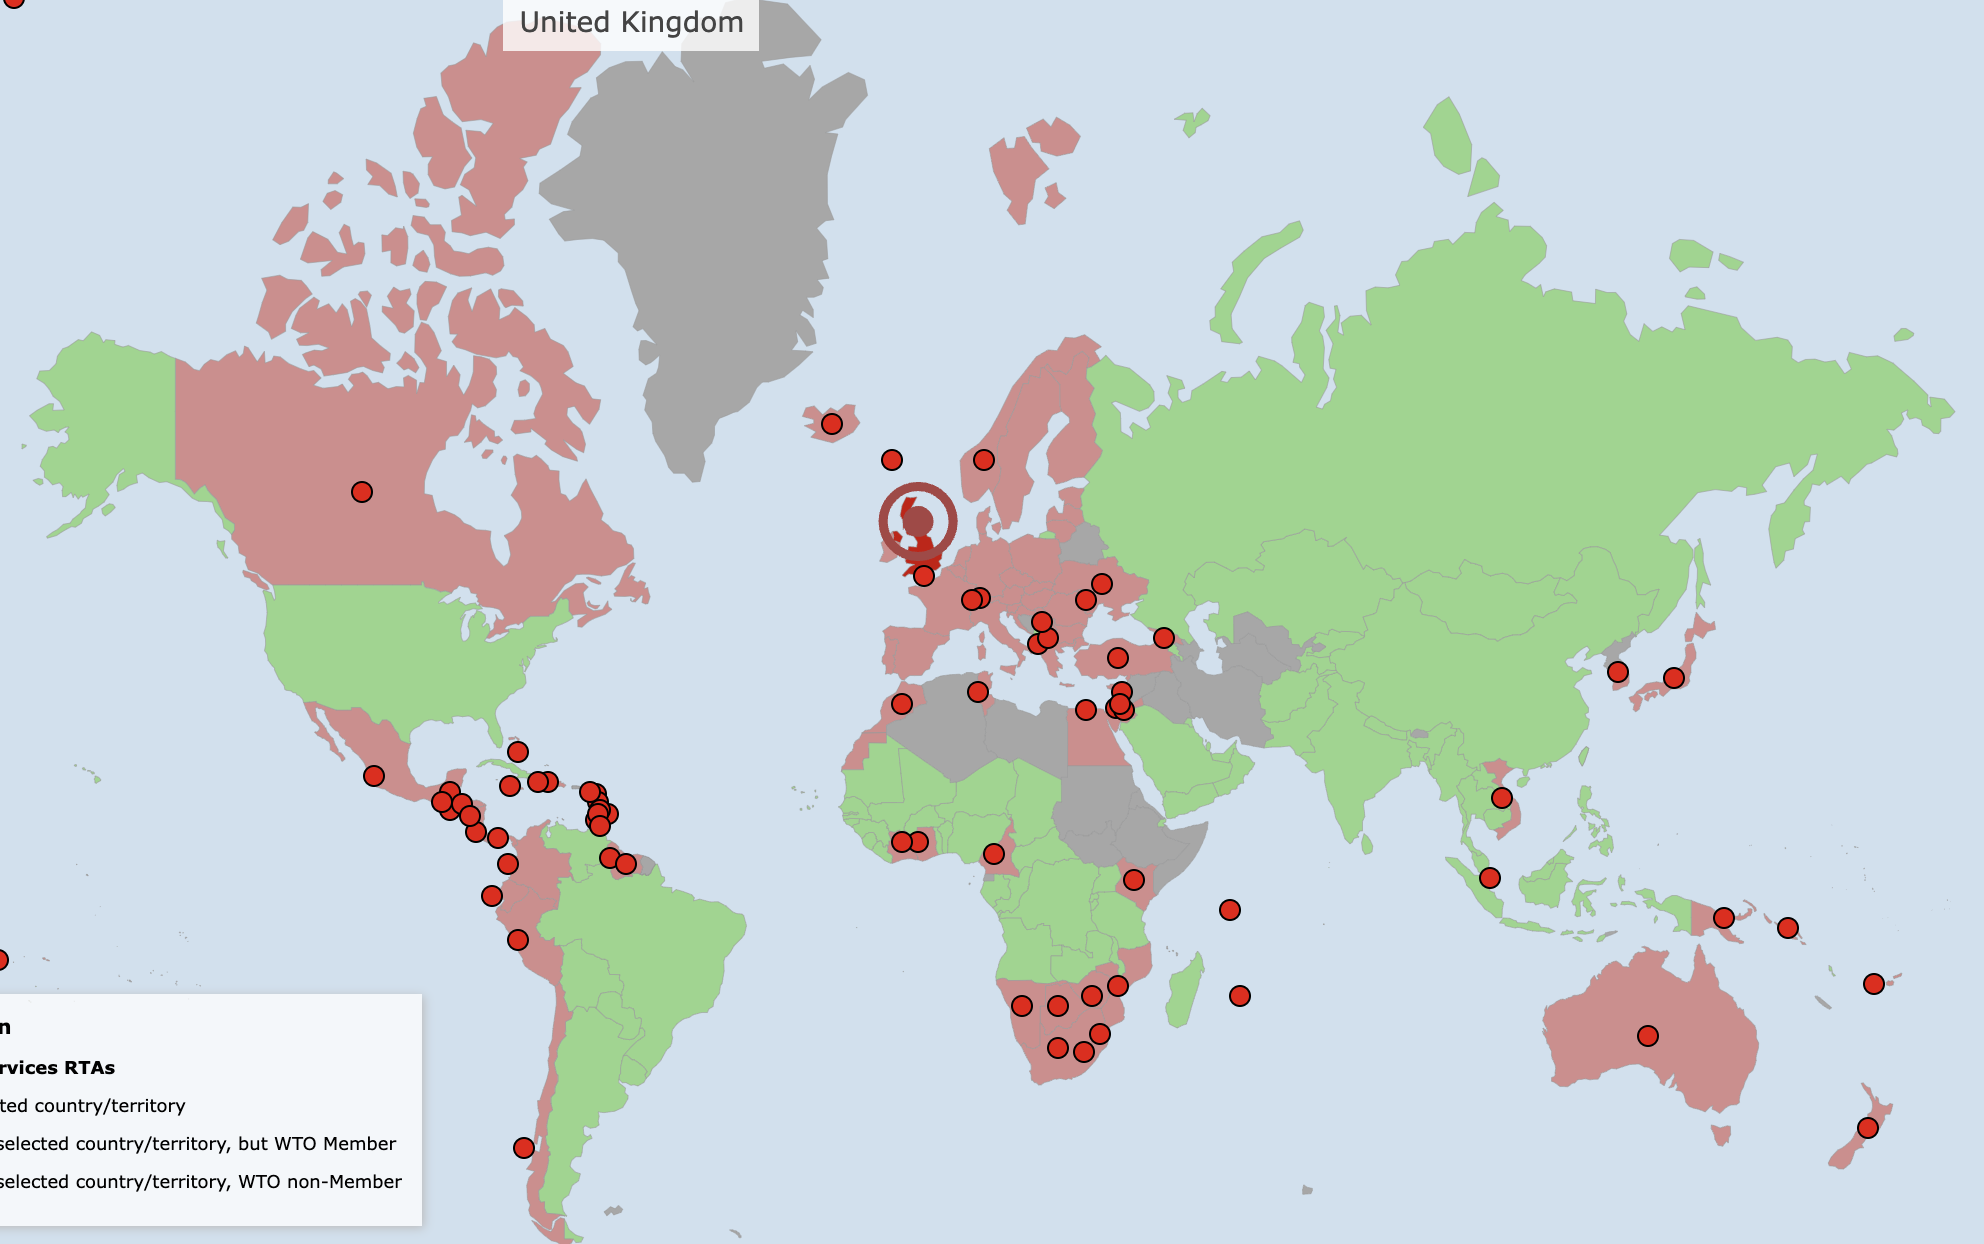 United Kingdom
n
rvices RTAs
ted country/territory
selected country/territory, but WTO Member
selected country/territory, WTO non-Member